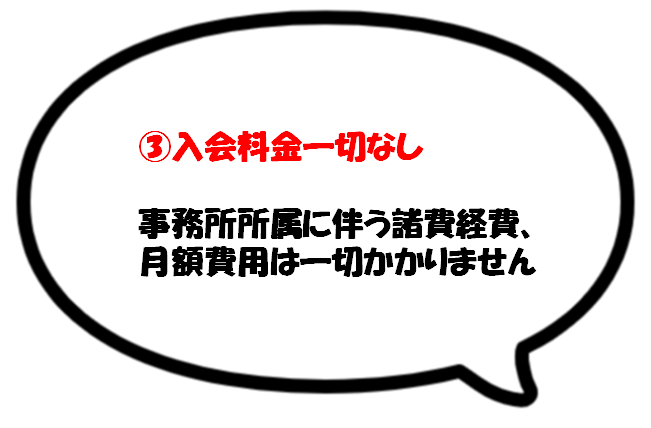 ③入会料金一切なし
事務所所属に伴う諸費経費、
月額費用は一切かかりません